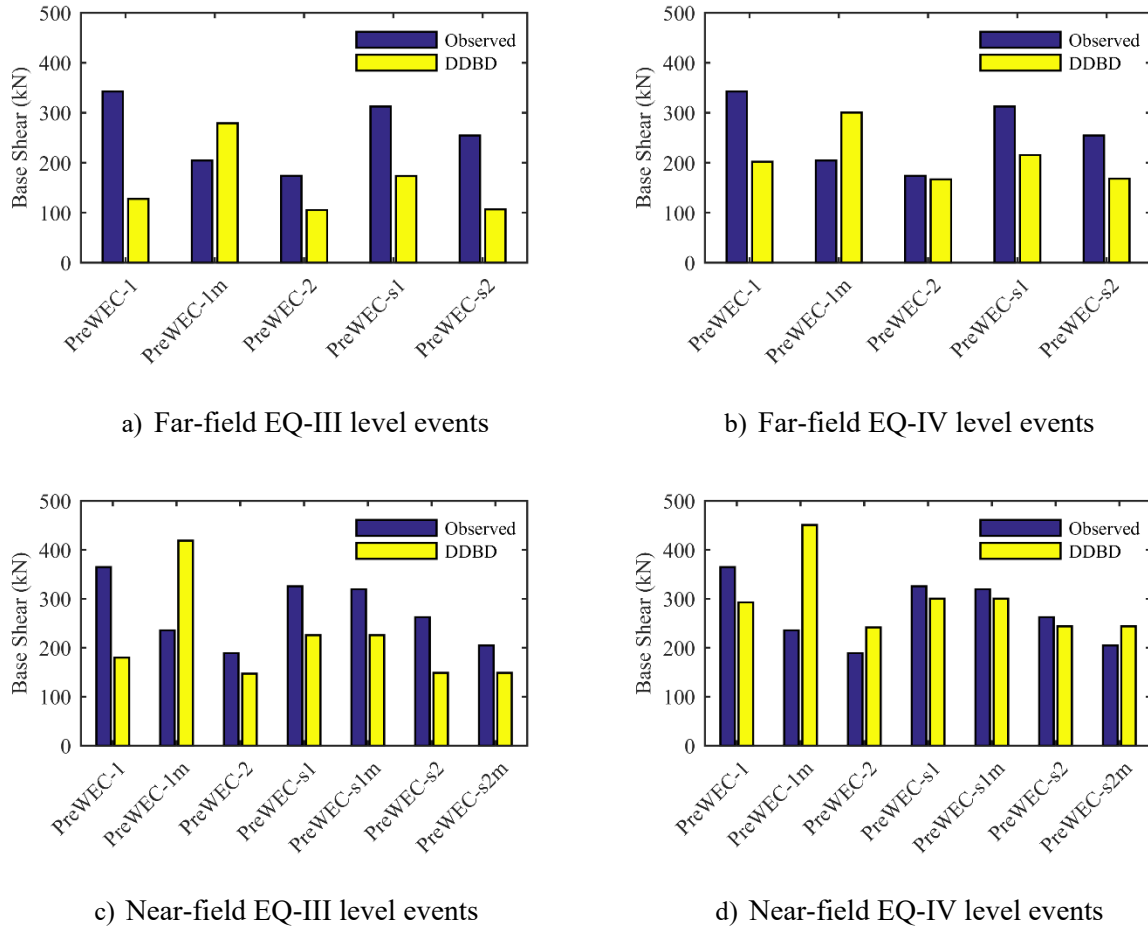 500
400
300
200
100
0
Base Shear (kN)
Observed
DDBD
PreWEC-1
PreWEC-1m
PreWEC-2
PreWEC-s1
PreWEC-s2
a) Far-field EQ-III level events
500
400
300
200
100
0
Base Shear (kN)
Observed
DDBD
PreWEC-1
PreWEC-1m
PreWEC-2
PreWEC-s1
PreWEC-s2
b) Far-field EQ-IV level events
500
400
300
200
100
0
Base Shear (kN)
Observed
DDBD
PreWEC-1
PreWEC-1m
PreWEC-2
PreWEC-s1
PreWEC-s1m
PreWEC-s2
PreWEC-s2m
c) Near-field EQ-III level events
500
400
300
200
100
0
Base Shear (kN)
Observed
DDBD
PreWEC-1
PreWEC-1m
PreWEC-2
PreWEC-s1
PreWEC-s1m
PreWEC-s2
PreWEC-s2m
d) Near-field EQ-IV level events